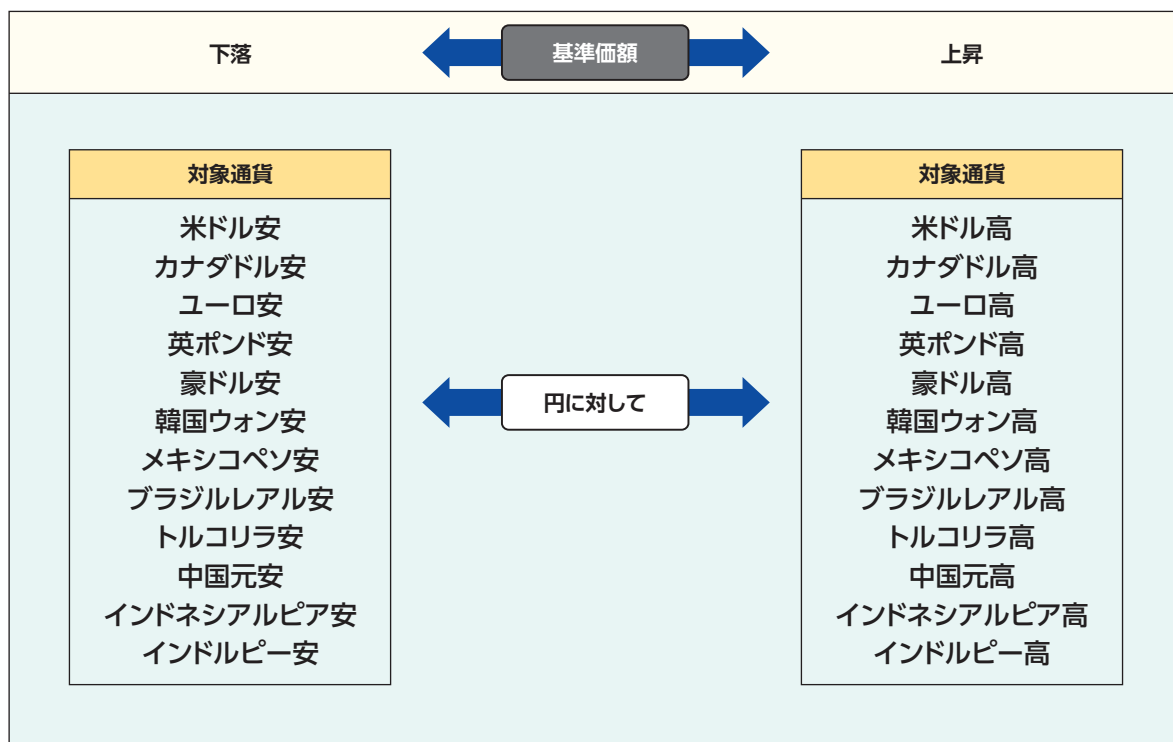 下落
基準価額
上昇
対象通貨
米ドル安
カナダドル安
ユーロ安
英ポンド安
豪ドル安
韓国ウォン安
メキシコペソ安
ブラジルレアル安
トルコリラ安
中国元安
インドネシアルピア安
インドルピー安
円に対して
対象通貨
米ドル高
カナダドル高
ユーロ高
英ポンド高
豪ドル高
韓国ウォン高
メキシコペソ高
ブラジルレアル高
トルコリラ高
中国元高
インドネシアルピア高
インドルピー高